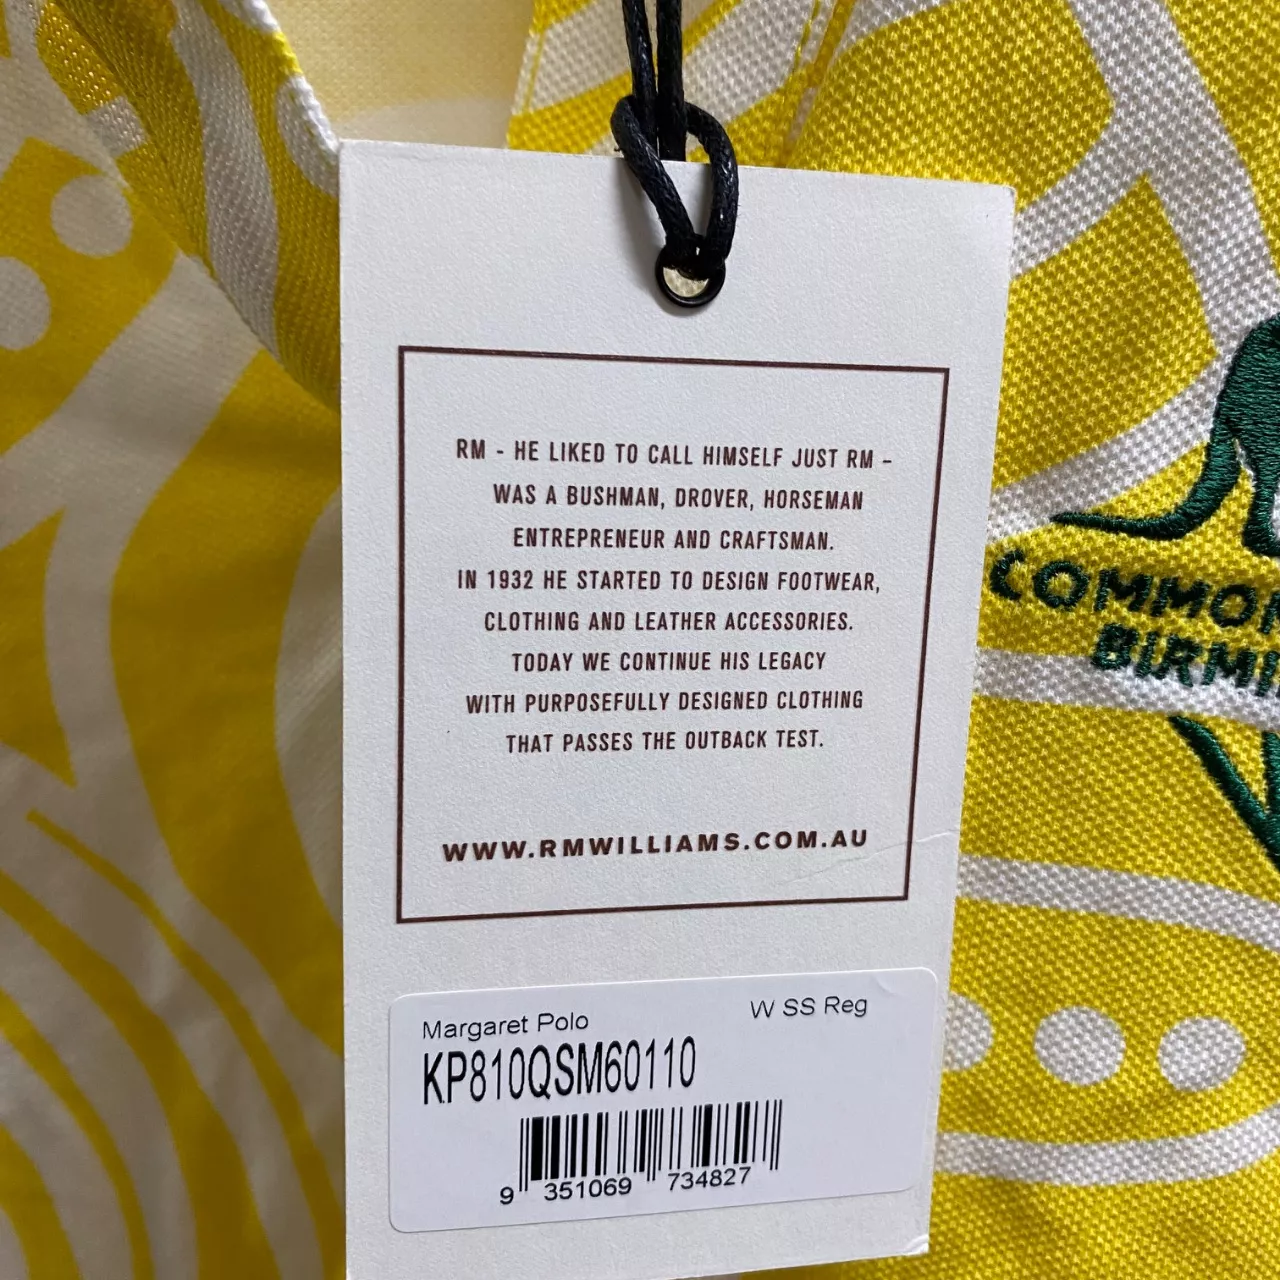 RM - HE LIKED TO CALL HIMSELF JUST RM -
WAS A BUSHMAN, DROVER, HORSEMAN
ENTREPRENEUR AND CRAFTSMAN.
IN 1932 HE STARTED TO DESIGN FOOTWEAR,
CLOTHING AND LEATHER ACCESSORIES.
TODAY WE CONTINUE HIS LEGACY
WITH PURPOSEFULLY DESIGNED CLOTHING
THAT PASSES THE OUTBACK TEST.
WWW.RMWILLIAMS.COM.AU
Margaret Polo W SS Reg
KP810QSM60110
9 351069 734827